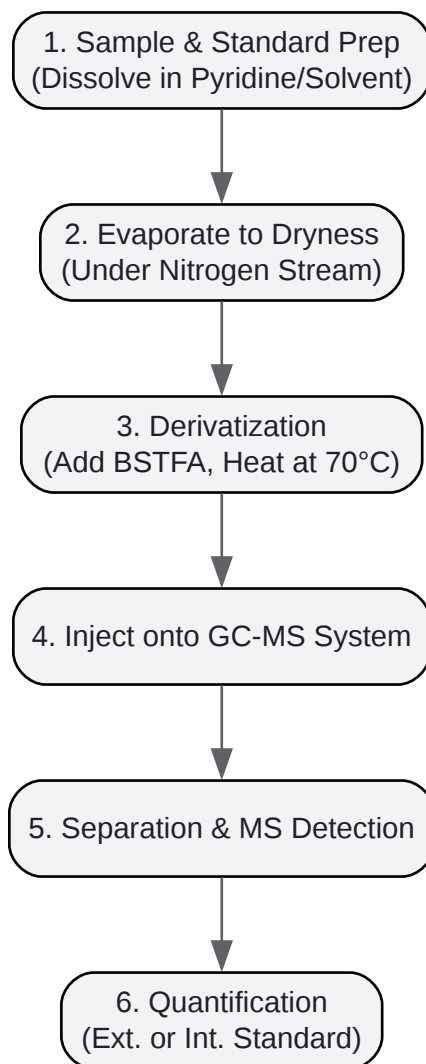 1. Sample & Standard Prep
(Dissolve in Pyridine/Solvent)
2. Evaporate to Dryness
(Under Nitrogen Stream)
3. Derivatization
(Add BSTFA, Heat at 70°C)
4. Inject onto GC-MS System
5. Separation & MS Detection
6. Quantification
(Ext. or Int. Standard)